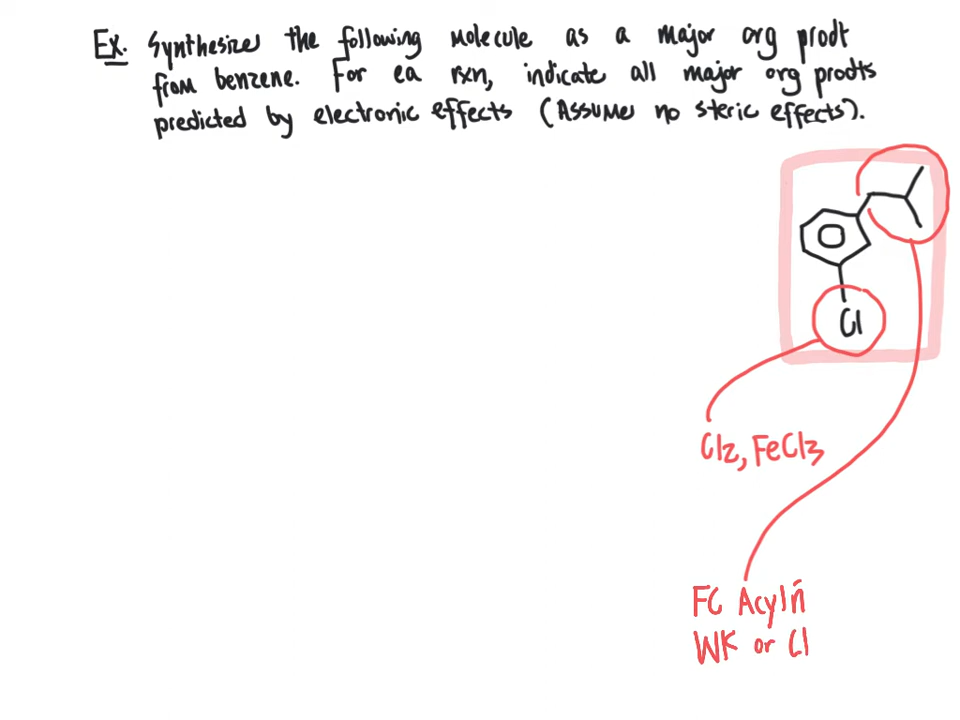 Ex. Synthesize the following molecule as a major org prodt
from benzene. For ea rxn, indicate all major org prodts
predicted by electronic effects (Assume no steric effects).
Cl
Cl2, FeCl3
FC Acyln̄
WK or Cl